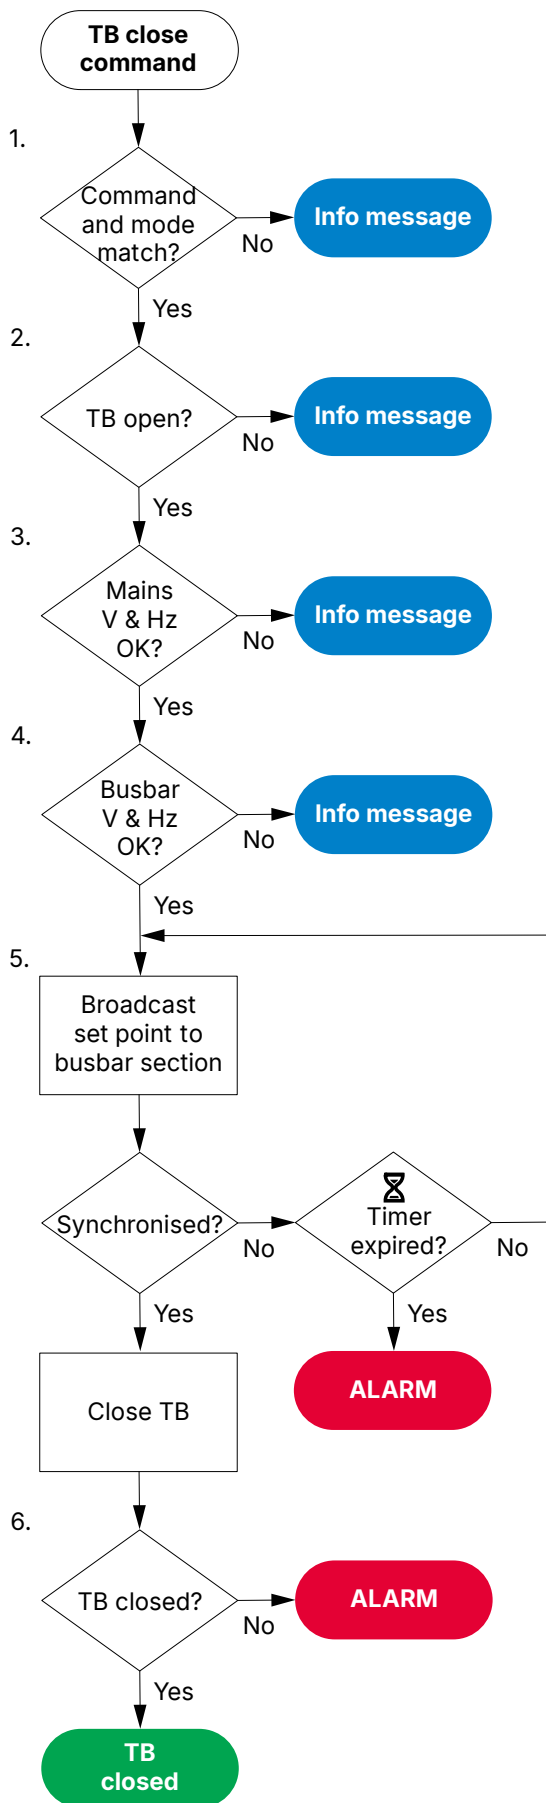 TB close
command
1.
Command
and mode
match?
Info message
No
Yes
2.
TB open?
Info message
No
Yes
3.
Mains
V & Hz
OK?
Info message
No
Yes
4.
Busbar
V & Hz
OK?
Info message
No
Yes
5.
Broadcast
set point to
busbar section
Synchronised?
No
Timer
expired?
No
Yes
Yes
Close TB
ALARM
6.
TB closed?
ALARM
No
Yes
TB
closed